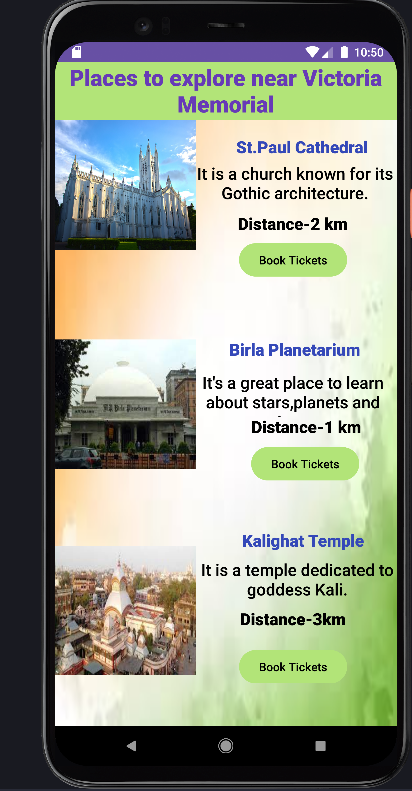 10:50
Places to explore near Victoria
Memorial
St.Paul Cathedral
It is a church known for its
Gothic architecture.
Distance-2 km
Book Tickets
Birla Planetarium
It's a great place to learn
about stars,planets and
Distance-1 km
Book Tickets
Kalighat Temple
It is a temple dedicated to
goddess Kali.
Distance-3km
Book Tickets